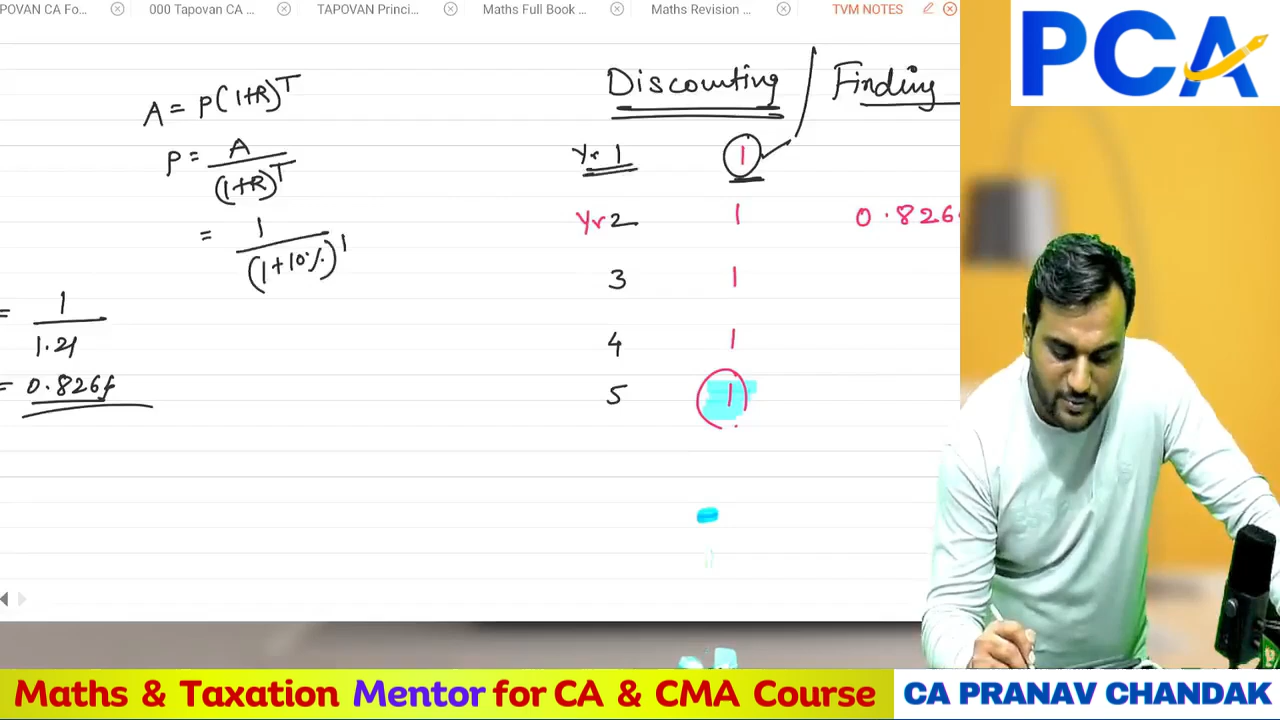 POVAN CA Fo...
000 Tapovan CA ...
TAPOVAN Princi...
Maths Full Book ...
Maths Revision ...
TVM NOTES
PCA
A = P(1+R)^T
P = A / (1+R)^T
= 1 / (1+10%)^1
= 1 / 1.21
= 0.8264
Discounting
Finding
Yr 1 1
Yr 2 1 0.826
3 1
4 1
5 1
Maths & Taxation Mentor for CA & CMA Course
CA PRANAV CHANDAK